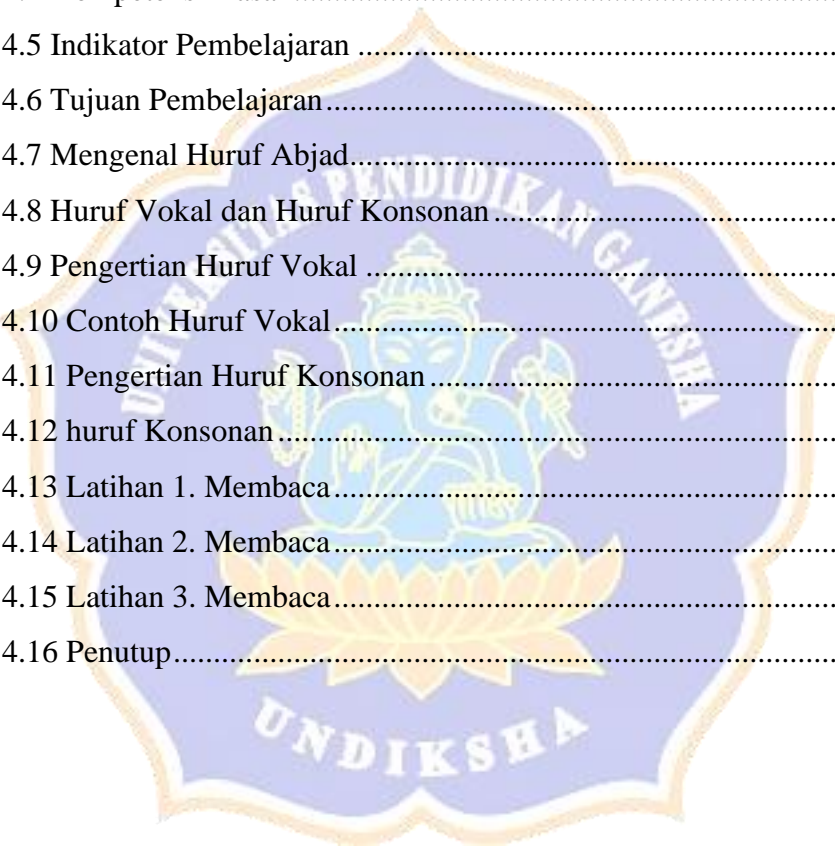 4.5 Indikator Pembelajaran ................................................................
4.6 Tujuan Pembelajaran................................................................
4.7 Mengenal Huruf Abjad................................................................
4.8 Huruf Vokal dan Huruf Konsonan ................................................................
4.9 Pengertian Huruf Vokal ................................................................
4.10 Contoh Huruf Vokal................................................................
4.11 Pengertian Huruf Konsonan ................................................................
4.12 huruf Konsonan................................................................
4.13 Latihan 1. Membaca................................................................
4.14 Latihan 2. Membaca................................................................
4.15 Latihan 3. Membaca................................................................
4.16 Penutup................................................................
UNIVERSITAS PENDIDIKAN GANESHA
UNDIKSHA